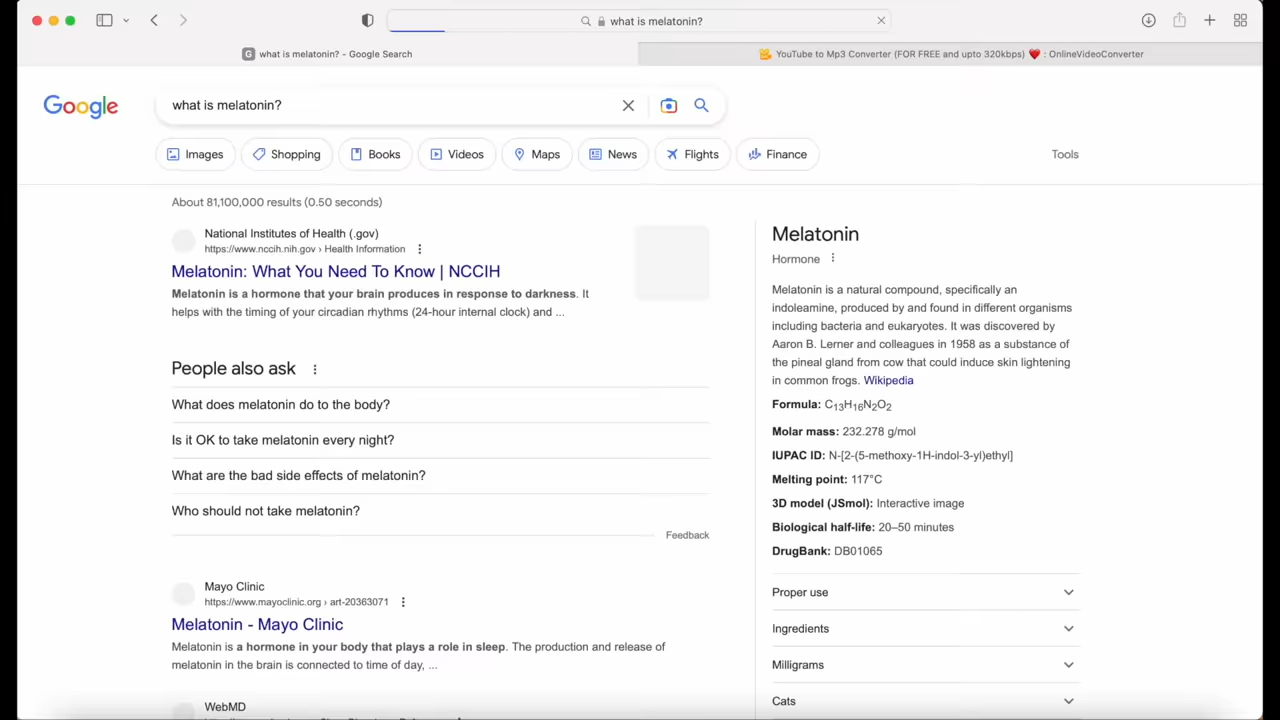 what is melatonin?
G what is melatonin? - Google Search
YouTube to Mp3 Converter (FOR FREE and upto 320kbps) ❤️ : OnlineVideoConverter
Google
what is melatonin?
Images
Shopping
Books
Videos
Maps
News
Flights
Finance
Tools
About 81,100,000 results (0.50 seconds)
National Institutes of Health (.gov)
https://www.nccih.nih.gov › Health Information
Melatonin: What You Need To Know | NCCIH
Melatonin is a hormone that your brain produces in response to darkness. It
helps with the timing of your circadian rhythms (24-hour internal clock) and ...
People also ask
What does melatonin do to the body?
Is it OK to take melatonin every night?
What are the bad side effects of melatonin?
Who should not take melatonin?
Feedback
Mayo Clinic
https://www.mayoclinic.org › art-20363071
Melatonin - Mayo Clinic
Melatonin is a hormone in your body that plays a role in sleep. The production and release of
melatonin in the brain is connected to time of day, ...
WebMD
Melatonin
Hormone
Melatonin is a natural compound, specifically an
indoleamine, produced by and found in different organisms
including bacteria and eukaryotes. It was discovered by
Aaron B. Lerner and colleagues in 1958 as a substance of
the pineal gland from cow that could induce skin lightening
in common frogs. Wikipedia
Formula: C₁₃H₁₆N₂O₂
Molar mass: 232.278 g/mol
IUPAC ID: N-[2-(5-methoxy-1H-indol-3-yl)ethyl]
Melting point: 117°C
3D model (JSmol): Interactive image
Biological half-life: 20–50 minutes
DrugBank: DB01065
Proper use
Ingredients
Milligrams
Cats